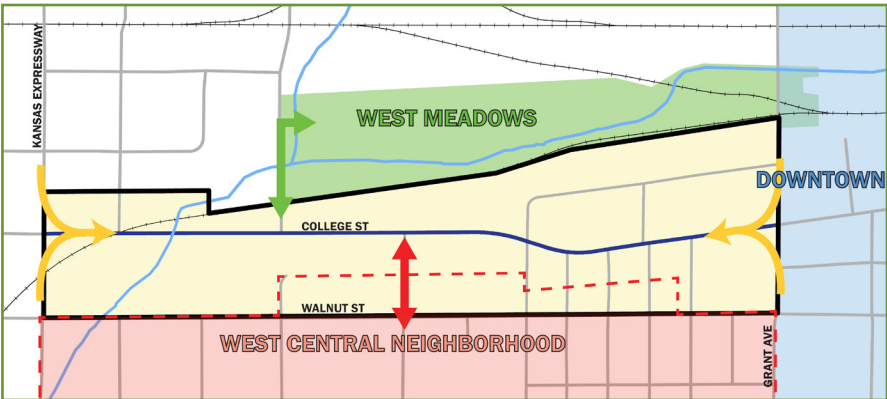 KANSAS EXPRESSWAY
WEST MEADOWS
DOWNTOWN
COLLEGE ST
WALNUT ST
WEST CENTRAL NEIGHBORHOOD
GRANT AVE